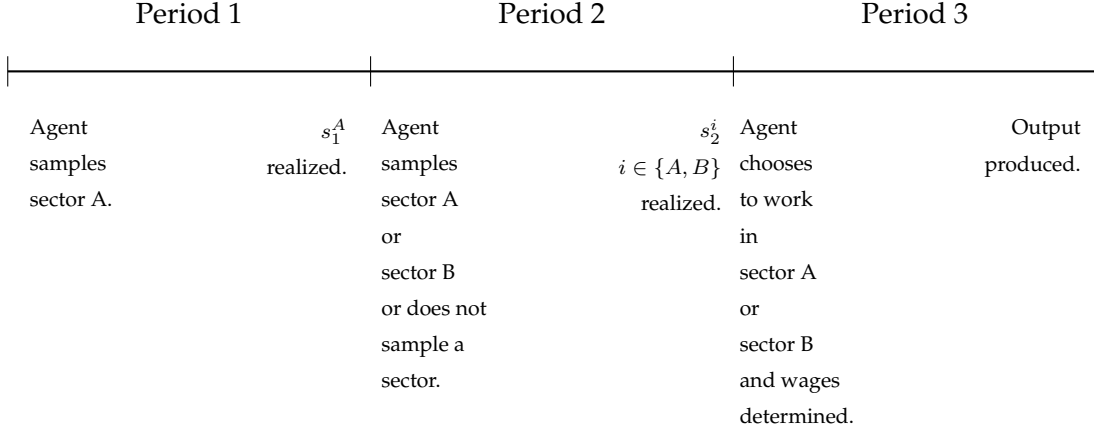 Period 1
Period 2
Period 3
Agent
samples
sector A.
s_1^A
realized.
Agent
samples
sector A
or
sector B
or does not
sample a
sector.
s_2^i
i ∈ {A, B}
realized.
Agent
chooses
to work
in
sector A
or
sector B
and wages
determined.
Output
produced.